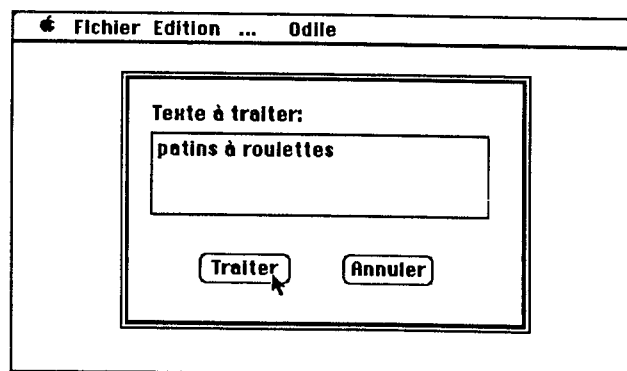 Fichier Edition ... Odile
Texte à traiter:
patins à roulettes
Traiter Annuler